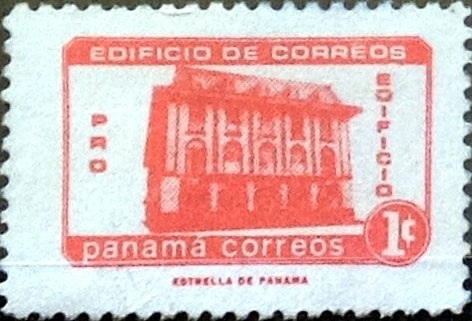 EDIFICIO DE CORREOS
PRO
EDIFICIO
panamá correos
1¢
ESTRELLA DE PANAMA